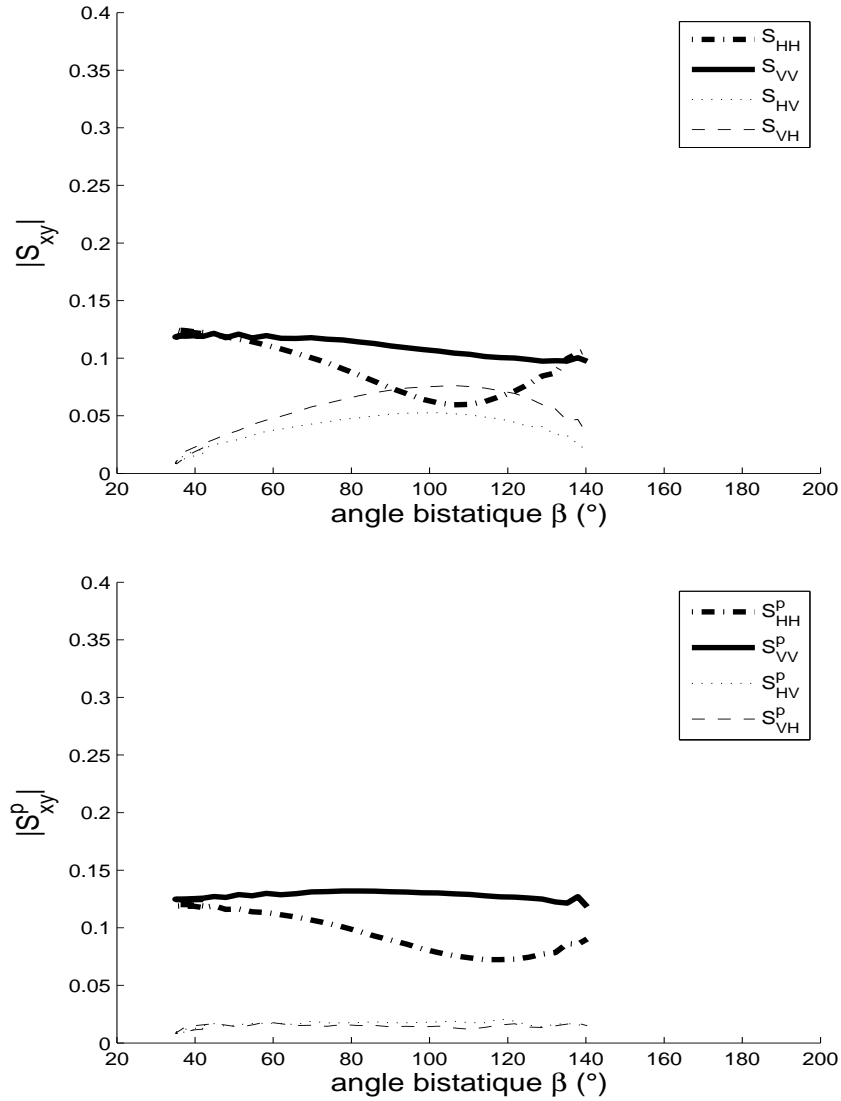 0.4
0.35
0.3
0.25
0.2
0.15
0.1
0.05
0
|S_xy|
20 40 60 80 100 120 140 160 180 200
angle bistatique β (°)
S_HH
S_VV
S_HV
S_VH
0.4
0.35
0.3
0.25
0.2
0.15
0.1
0.05
0
|S^p_xy|
20 40 60 80 100 120 140 160 180 200
angle bistatique β (°)
S^p_HH
S^p_VV
S^p_HV
S^p_VH